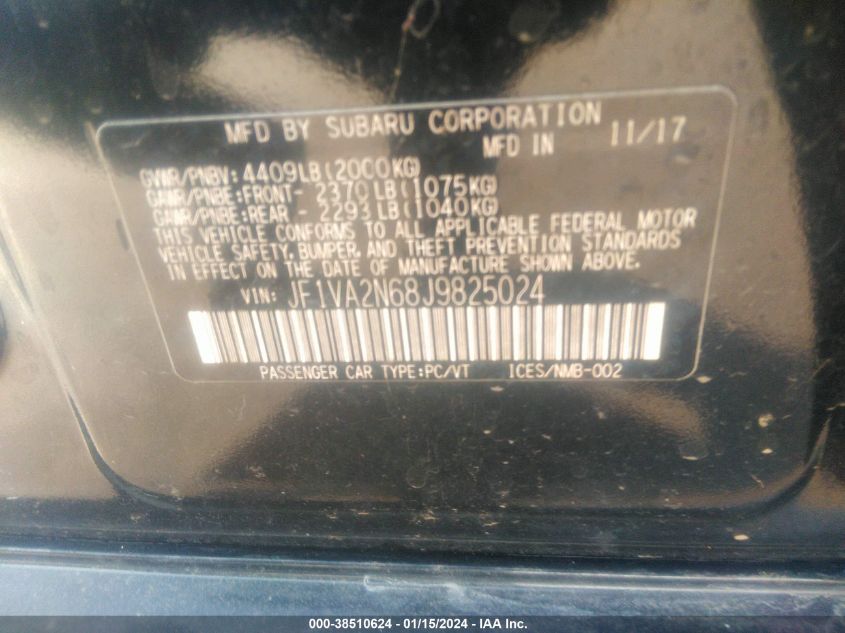 MFD BY SUBARU CORPORATION
MFD IN 11/17
GVWR/PNBV: 4409LB(2000KG)
GAWR/PNBE:FRONT- 2370LB(1075KG)
GAWR/PNBE:REAR - 2293LB(1040KG)
THIS VEHICLE CONFORMS TO ALL APPLICABLE FEDERAL MOTOR
VEHICLE SAFETY, BUMPER, AND THEFT PREVENTION STANDARDS
IN EFFECT ON THE DATE OF MANUFACTURE SHOWN ABOVE.
VIN: JF1VA2N68J9825024
PASSENGER CAR TYPE:PC/VT ICES/NMB-002
000-38510624 - 01/15/2024 - IAA Inc.